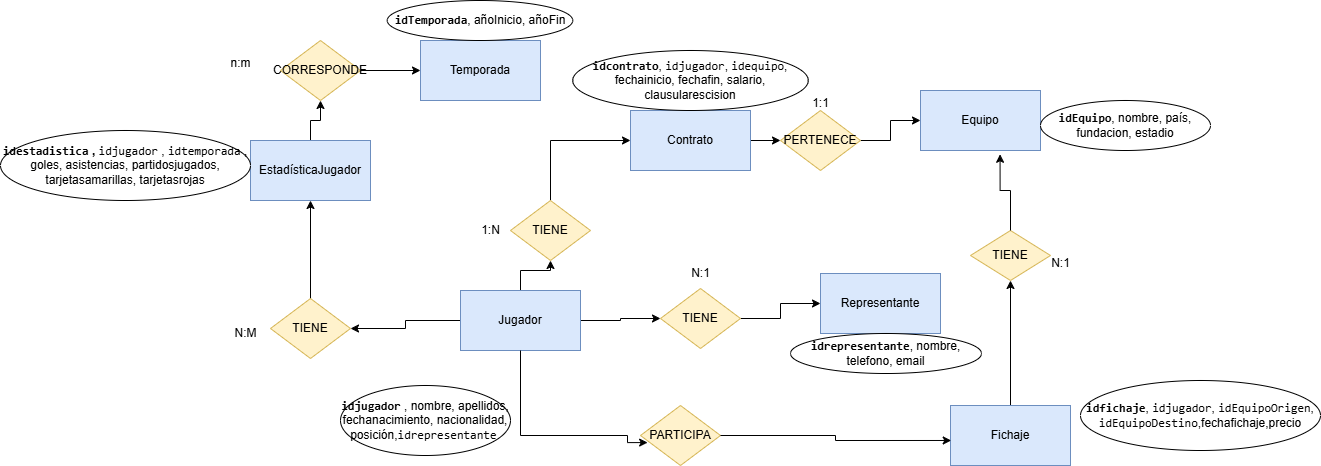 idTemporada, añoInicio, añoFin
n:m
CORRESPONDE
Temporada
idcontrato, idjugador, idequipo,
fechainicio, fechafin, salario,
clausularescision
1:1
Contrato
PERTENECE
Equipo
idEquipo, nombre, país,
fundacion, estadio
idestadistica , idjugador , idtemporada
goles, asistencias, partidosjugados,
tarjetasamarillas, tarjetasrojas
EstadísticaJugador
1:N
TIENE
TIENE
N:1
N:1
Representante
Jugador
TIENE
N:M
TIENE
idrepresentante, nombre,
telefono, email
idjugador , nombre, apellidos,
fechanacimiento, nacionalidad,
posición,idrepresentante
PARTICIPA
Fichaje
idfichaje, idjugador, idEquipoOrigen,
idEquipoDestino,fechafichaje,precio